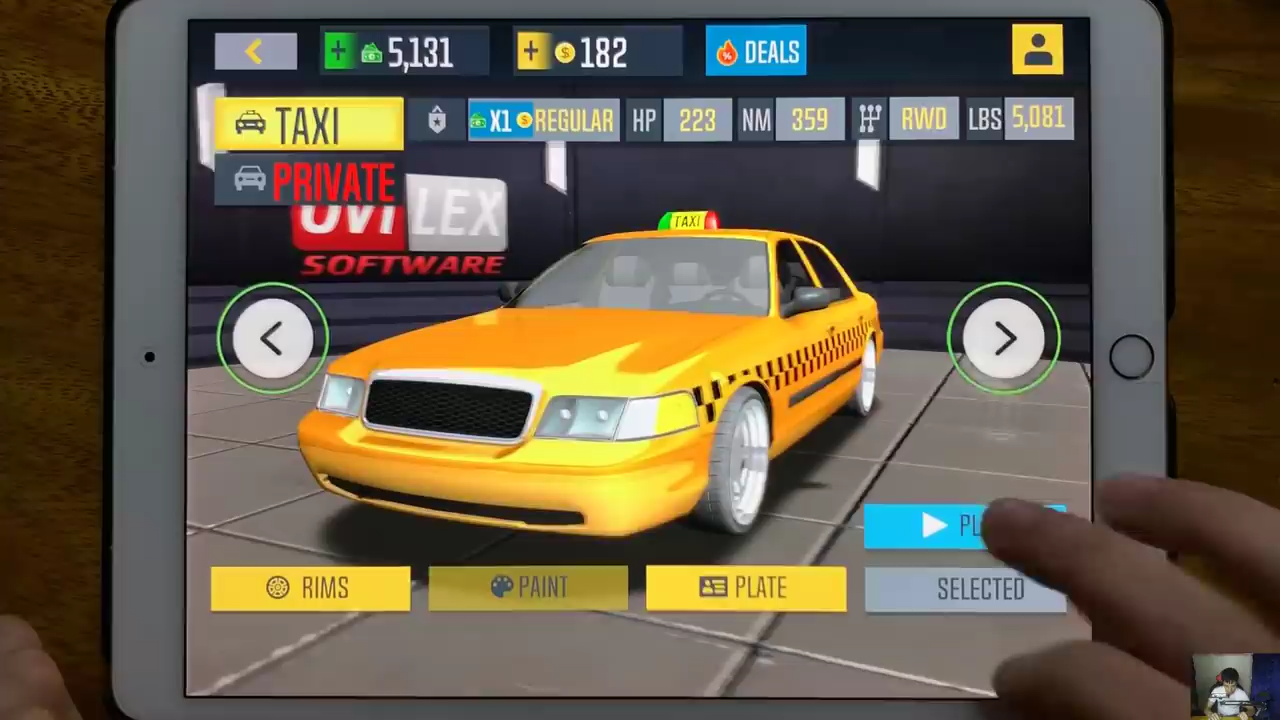 5,131
182
DEALS
TAXI
X1 REGULAR HP 223 NM 359 RWD LBS 5,081
PRIVATE
OVILEX
SOFTWARE
TAXI
RIMS
PAINT
PLATE
SELECTED